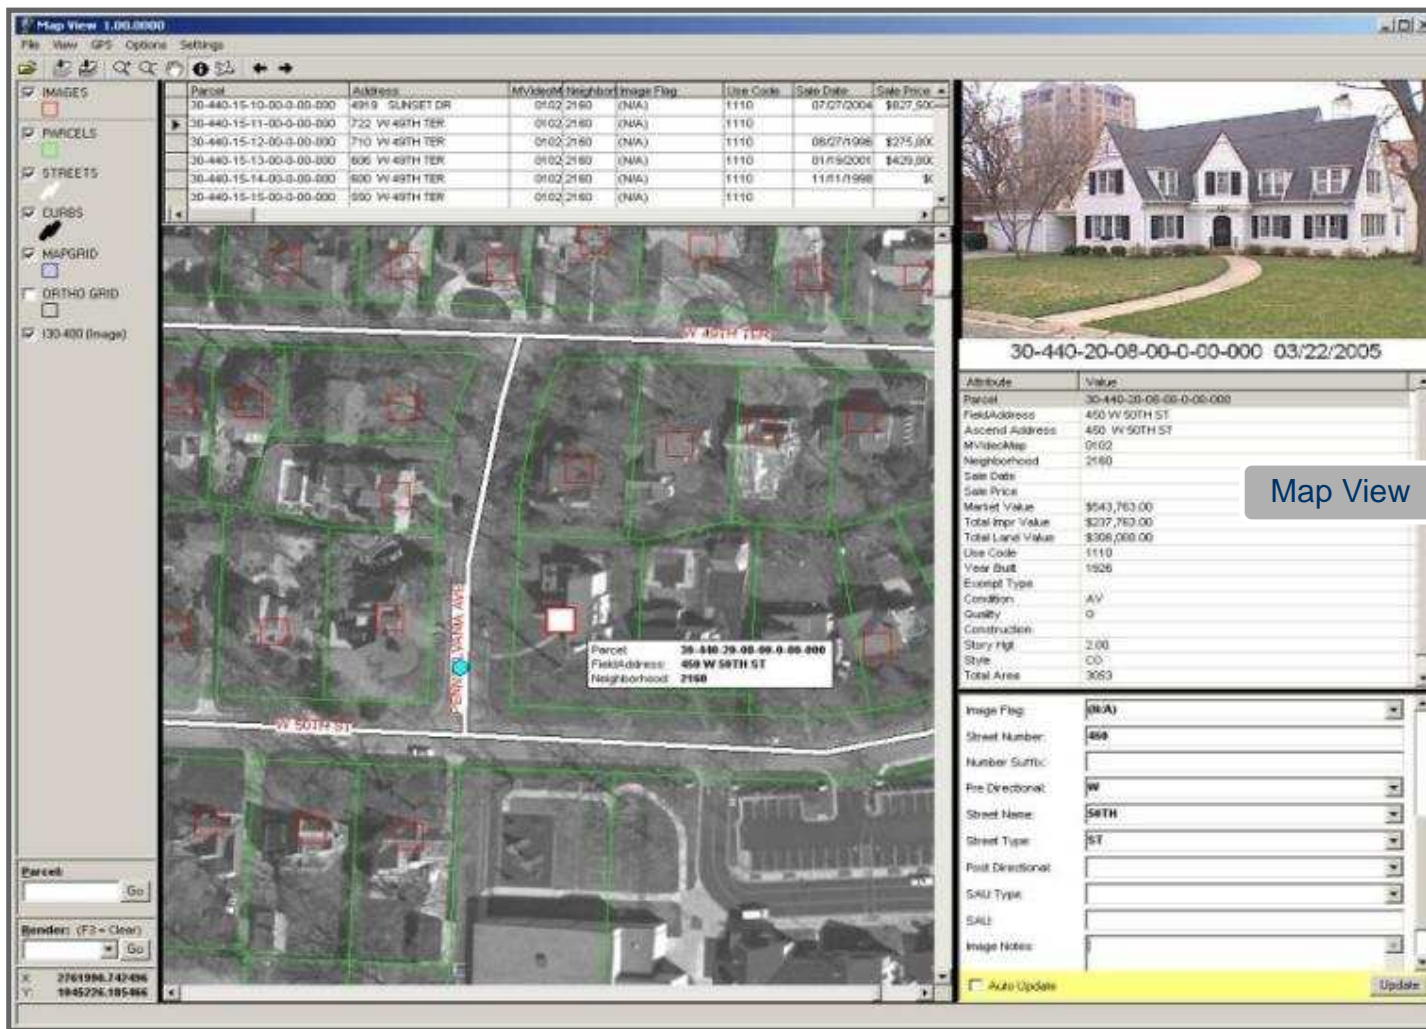 Map View 1.00.0000
File View GPS Options Settings
IMAGES
PARCELS
STREETS
CURBS
MAPGRID
ORTHO GRID
I30-400 (Image)
Parcel:
Go
Render: (F3 = Clear)
Go
X: 2761990.742496
Y: 1045226.185466
Parcel Address MVideoM Neighbor Image Flag Use Code Sale Date Sale Price
30-440-15-10-00-0-00-000 4919 SUNSET DR 0102 2160 (N/A) 1110 07/27/2004 $827,500
30-440-15-11-00-0-00-000 722 W 49TH TER 0102 2160 (N/A) 1110
30-440-15-12-00-0-00-000 710 W 49TH TER 0102 2160 (N/A) 1110 08/27/1996 $275,000
30-440-15-13-00-0-00-000 606 W 49TH TER 0102 2160 (N/A) 1110 01/19/2001 $429,000
30-440-15-14-00-0-00-000 600 W 49TH TER 0102 2160 (N/A) 1110 11/11/1998
30-440-15-15-00-0-00-000 550 W 49TH TER 0102 2160 (N/A) 1110
W 49TH TER
W 50TH ST
Parcel: 30-440-20-08-00-0-00-000
FieldAddress: 450 W 50TH ST
Neighborhood: 2160
30-440-20-08-00-0-00-000 03/22/2005
Attribute Value
Parcel 30-440-20-08-00-0-00-000
FieldAddress 450 W 50TH ST
Ascend Address 450 W 50TH ST
MVideoMap 0102
Neighborhood 2160
Sale Date
Sale Price
Market Value $543,763.00
Total Impr Value $237,763.00
Total Land Value
Use Code 1110
Year Built 1926
Exempt Type
Condition AV
Quality
Construction
Story Hgt 2.00
Style CO
Total Area 3053
Map View
Image Flag: (N/A)
Street Number: 450
Number Suffix:
Pre Directional: W
Street Name: 50TH
Street Type: ST
Post Directional:
SAU Type:
SAU:
Image Notes:
Auto Update
Update